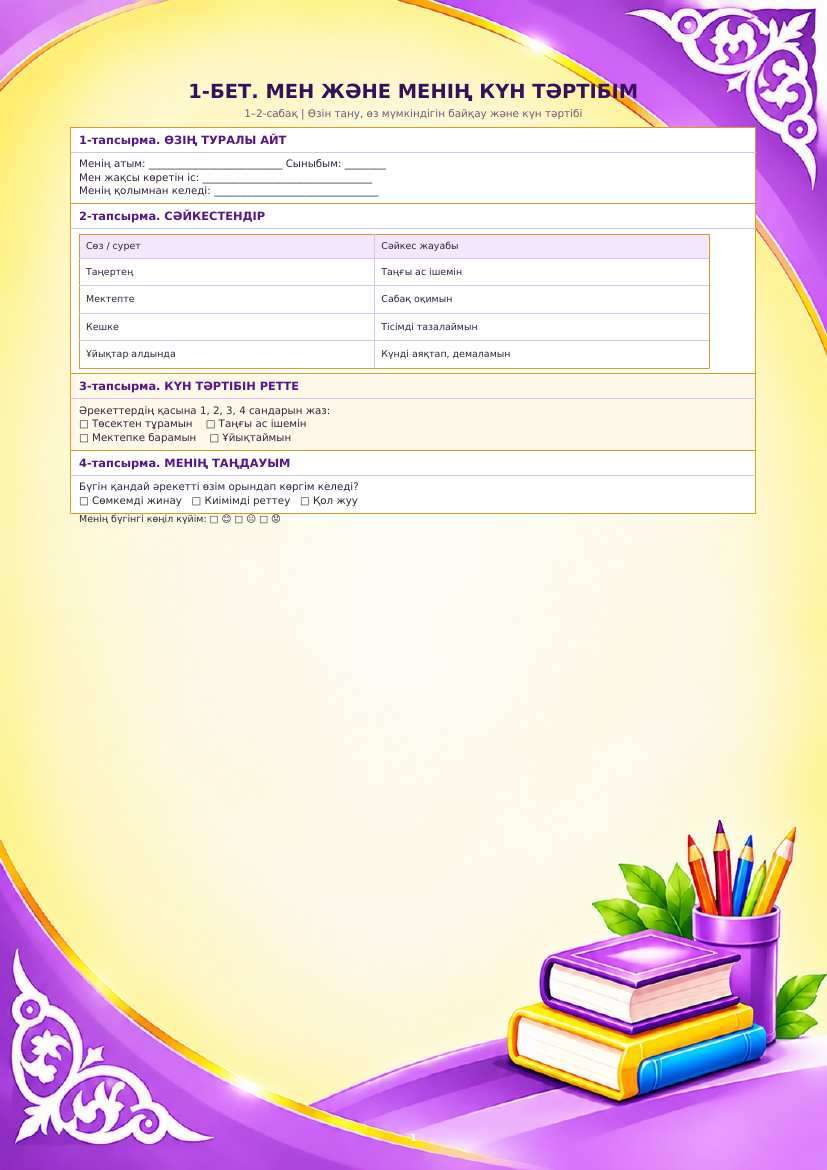 1-БЕТ. МЕН ЖӘНЕ МЕНІҢ КҮН ТӘРТІБІМ
1–2-сабақ | Өзін тану, өз мүмкіндігін байқау және күн тәртібі
1-тапсырма. ӨЗІҢ ТУРАЛЫ АЙТ
Менің атым: _________________________ Сыныбым: ________
Мен жақсы көретін іс: ________________________________
Менің қолымнан келеді: _______________________________
2-тапсырма. СӘЙКЕСТЕНДІР
Сөз / сурет Сәйкес жауабы
Таңертең Таңғы ас ішемін
Мектепте Сабақ оқимын
Кешке Тісімді тазалаймын
Ұйықтар алдында Күнді аяқтап, демаламын
3-тапсырма. КҮН ТӘРТІБІН РЕТТЕ
Әрекеттердің қасына 1, 2, 3, 4 сандарын жаз:
□ Төсектен тұрамын □ Таңғы ас ішемін
□ Мектепке барамын □ Ұйықтаймын
4-тапсырма. МЕНІҢ ТАҢДАУЫМ
Бүгін қандай әрекетті өзім орындап көргім келеді?
□ Сөмкемді жинау □ Киімімді реттеу □ Қол жуу
Менің бүгінгі көңіл күйім: □ 😊 □ 😐 □ 😟
1